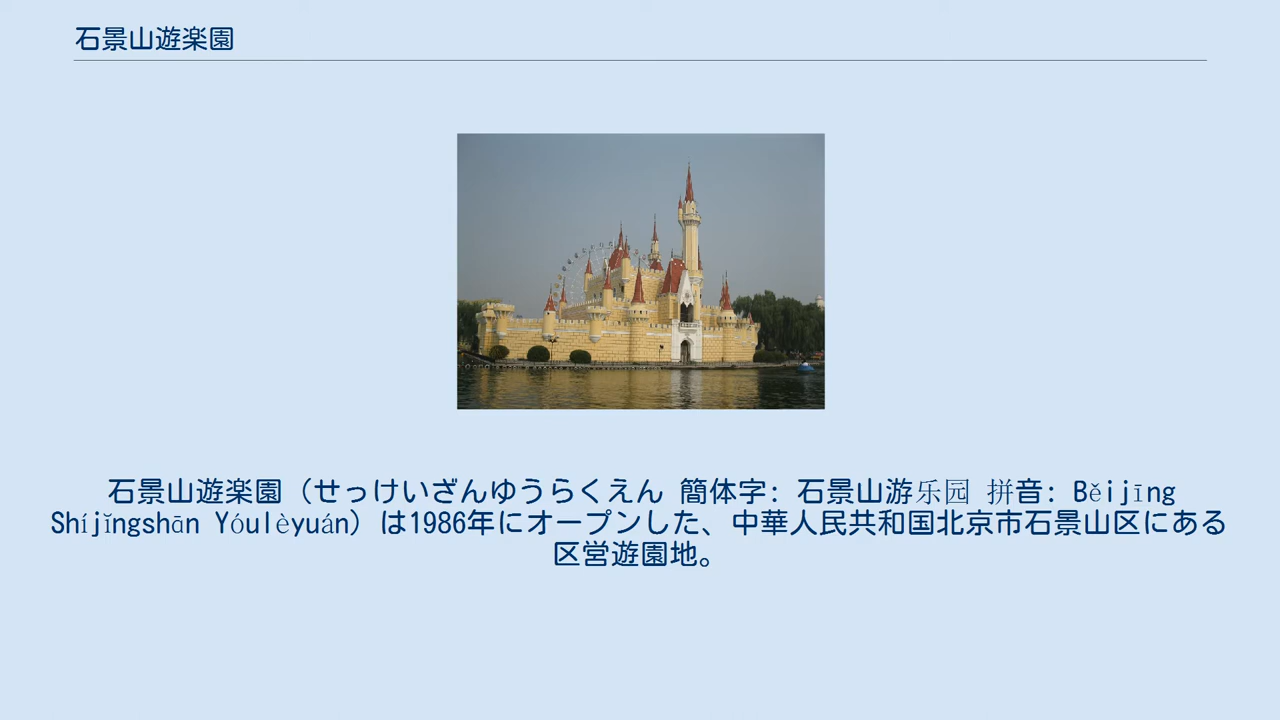 石景山遊楽園
石景山遊楽園（せっけいざんゆうらくえん 簡体字: 石景山游乐园 拼音: Běijīng
Shíjǐngshān Yóulèyuán）は1986年にオープンした、中華人民共和国北京市石景山区にある
区営遊園地。